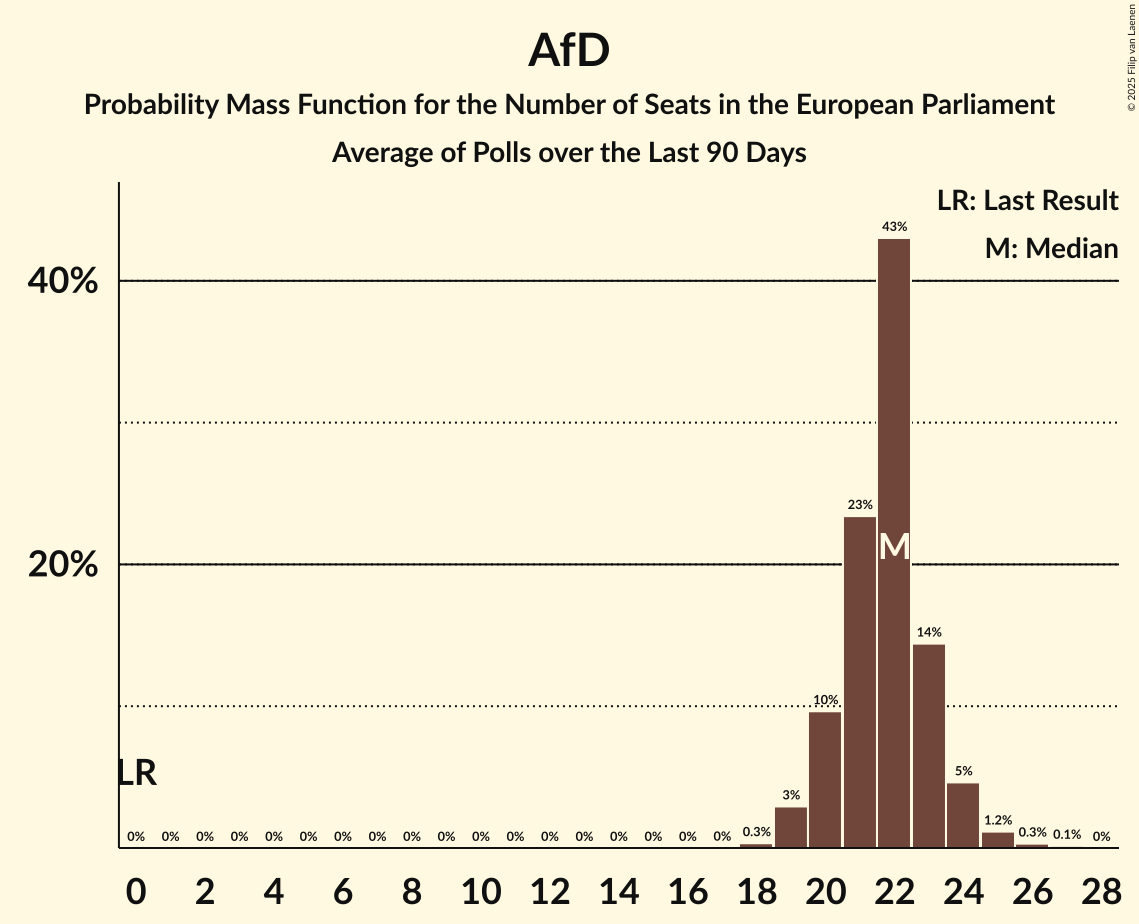 AfD
Probability Mass Function for the Number of Seats in the European Parliament
Average of Polls over the Last 90 Days
© 2025 Filip van Laenen
LR: Last Result
M: Median
43%
40%
23%
M
20%
14%
10%
LR
5%
3%
0% 0% 0% 0% 0% 0% 0% 0% 0% 0% 0% 0% 0% 0% 0% 0% 0% 0% 0.3% 1.2% 0.3% 0.1% 0%
0 2 4 6 8 10 12 14 16 18 20 22 24 26 28